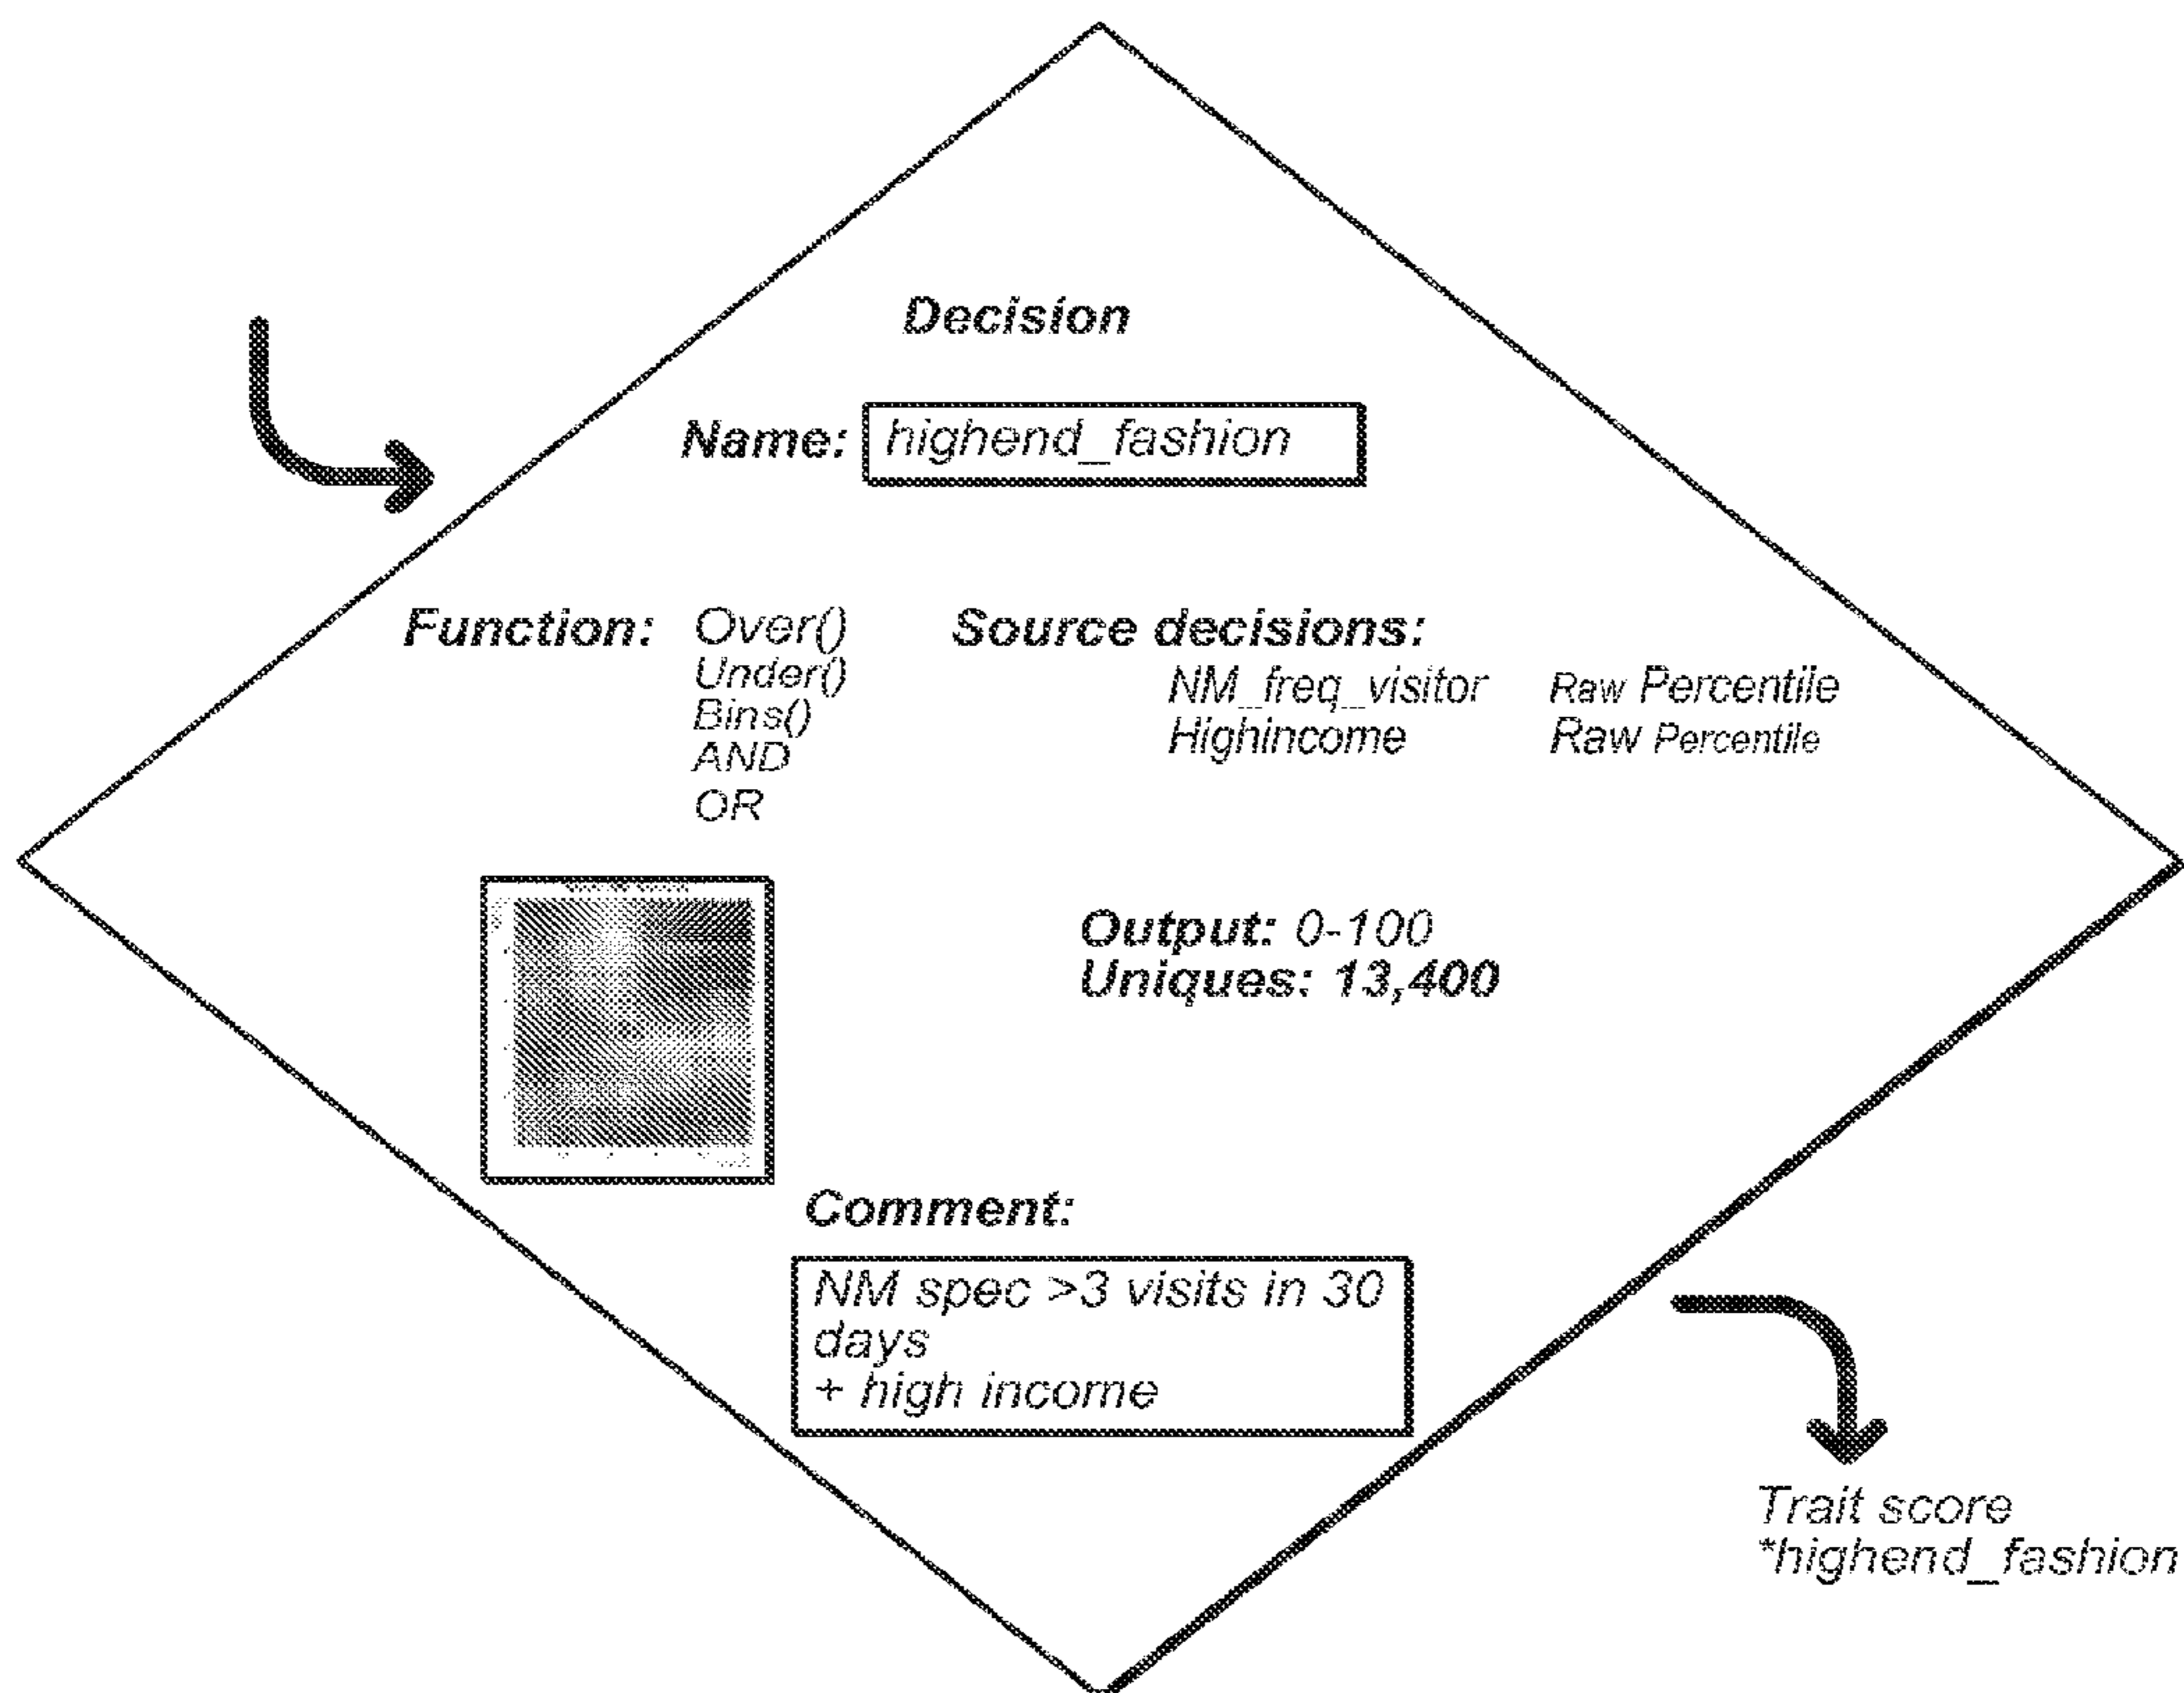 Decision
Name: highend_fashion
Function: Over()
Under()
Bins()
AND
OR
Source decisions:
NM_freq_visitor Raw Percentile
Highincome Raw Percentile
Output: 0-100
Uniques: 13,400
Comment:
NM spec >3 visits in 30
days
+ high income
Trait score
*highend_fashion